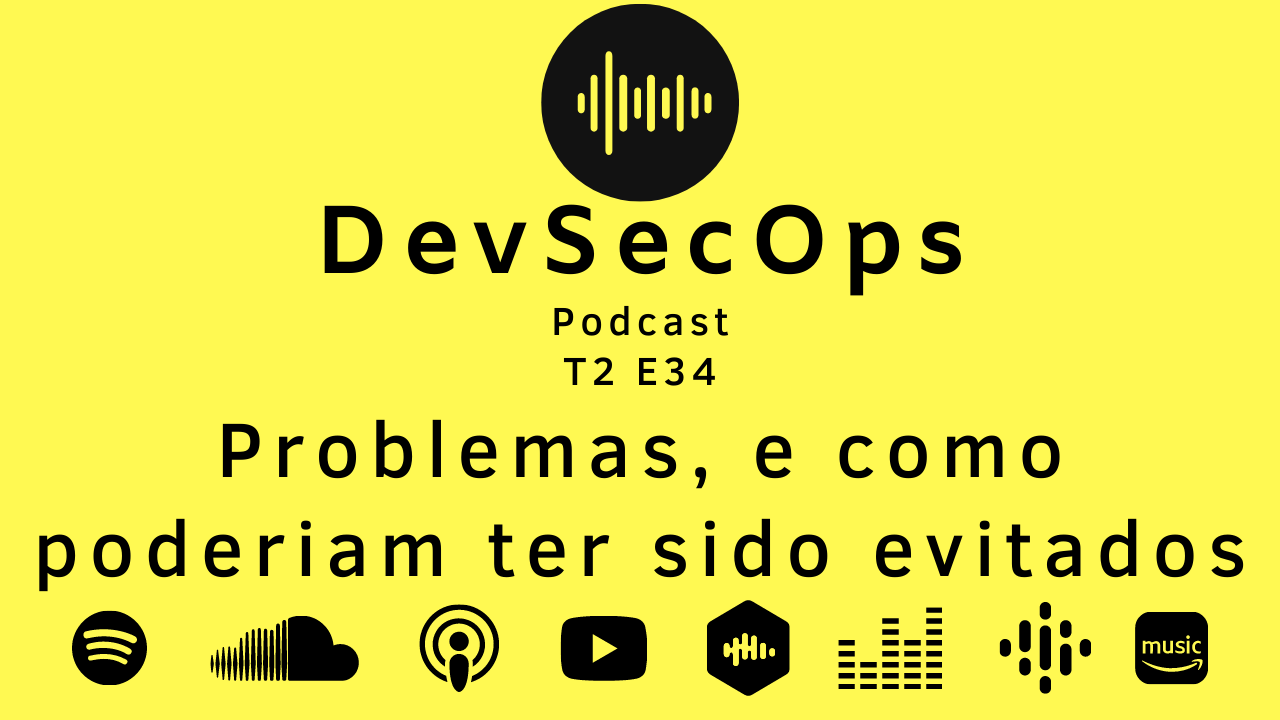 DevSecOps
Podcast
T2 E34
Problemas, e como
poderiam ter sido evitados
music